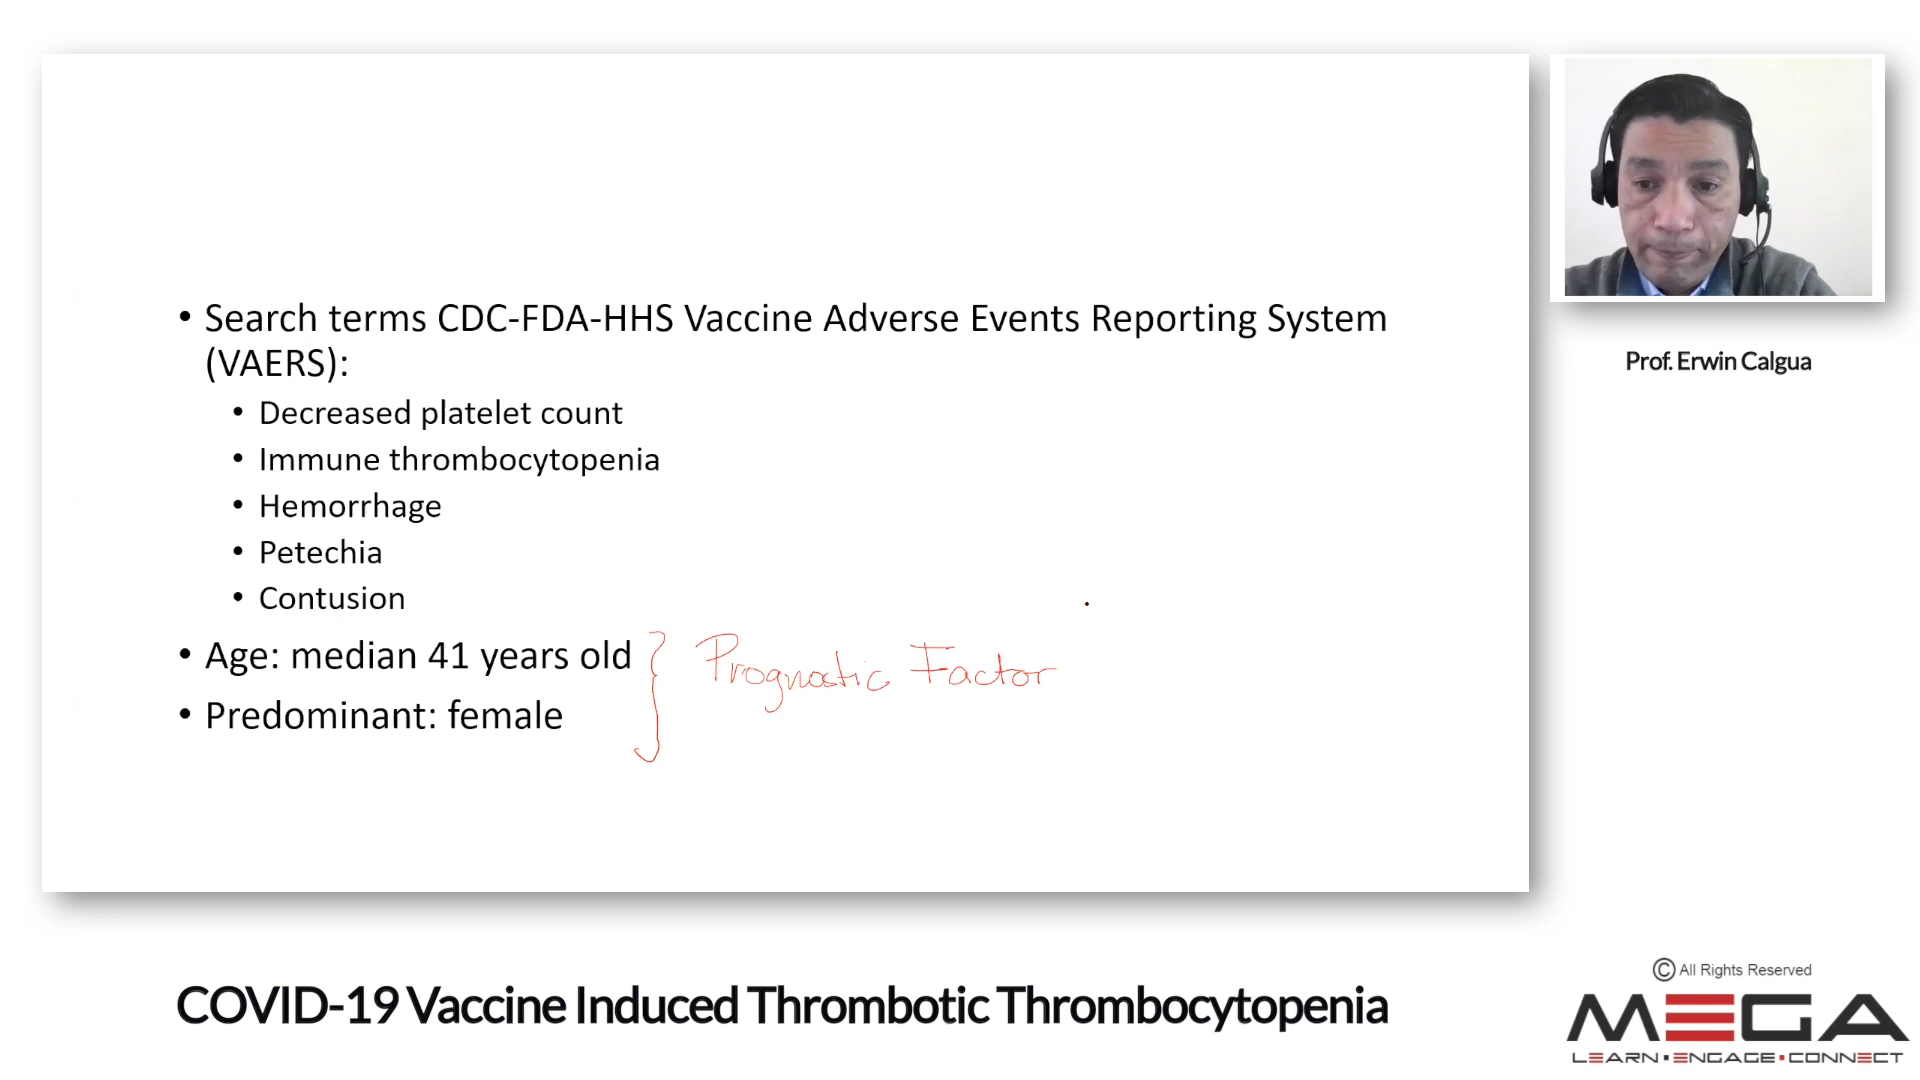 • Search terms CDC-FDA-HHS Vaccine Adverse Events Reporting System
(VAERS):
• Decreased platelet count
• Immune thrombocytopenia
• Hemorrhage
• Petechia
• Contusion
• Age: median 41 years old
Prognostic Factor
• Predominant: female
Prof. Erwin Calgua
COVID-19 Vaccine Induced Thrombotic Thrombocytopenia
© All Rights Reserved
MEGA
LEARN▪ENGAGE▪CONNECT